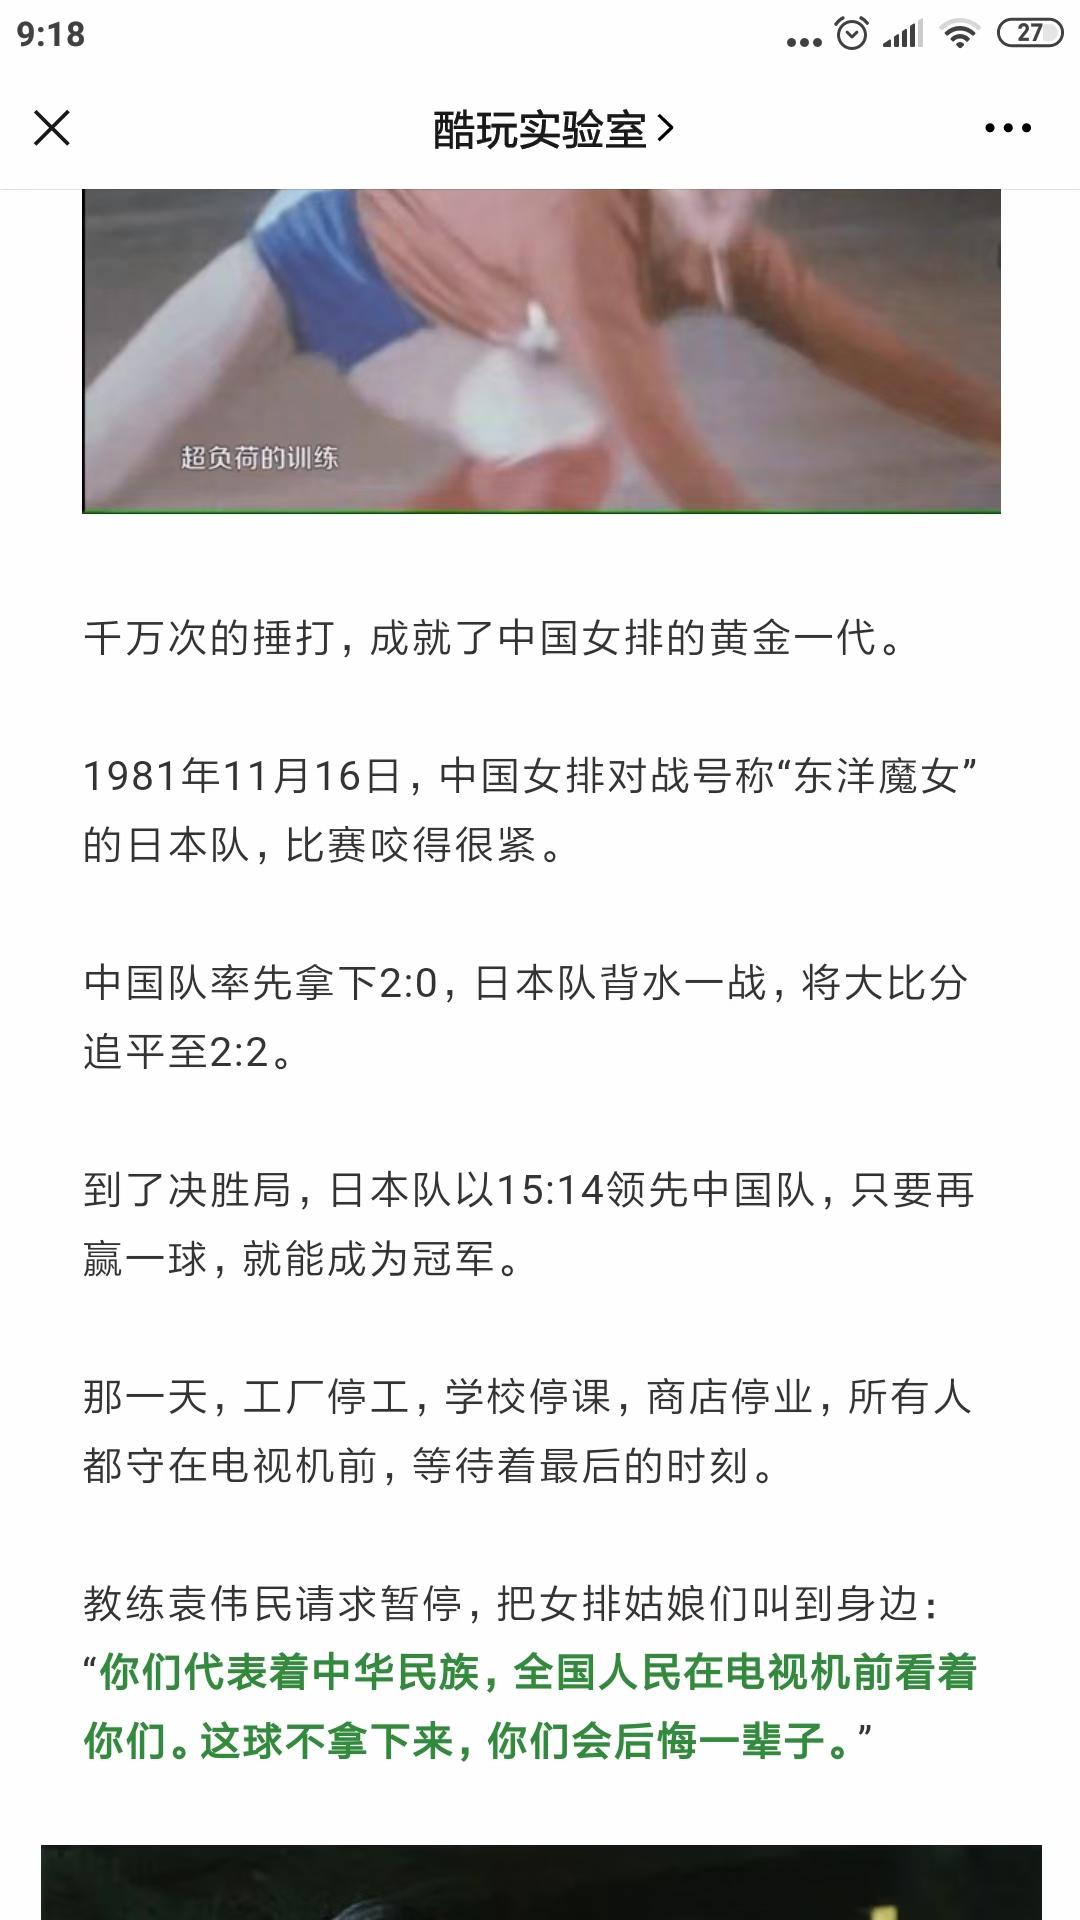 9:18
27
酷玩实验室
超负荷的训练
千万次的捶打，成就了中国女排的黄金一代。
1981年11月16日，中国女排对战号称“东洋魔女”
的日本队，比赛咬得很紧。
中国队率先拿下2:0，日本队背水一战，将大比分
追平至2:2。
到了决胜局，日本队以15:14领先中国队，只要再
赢一球，就能成为冠军。
那一天，工厂停工，学校停课，商店停业，所有人
都守在电视机前，等待着最后的时刻。
教练袁伟民请求暂停，把女排姑娘们叫到身边：
“你们代表着中华民族，全国人民在电视机前看着
你们。这球不拿下来，你们会后悔一辈子。”